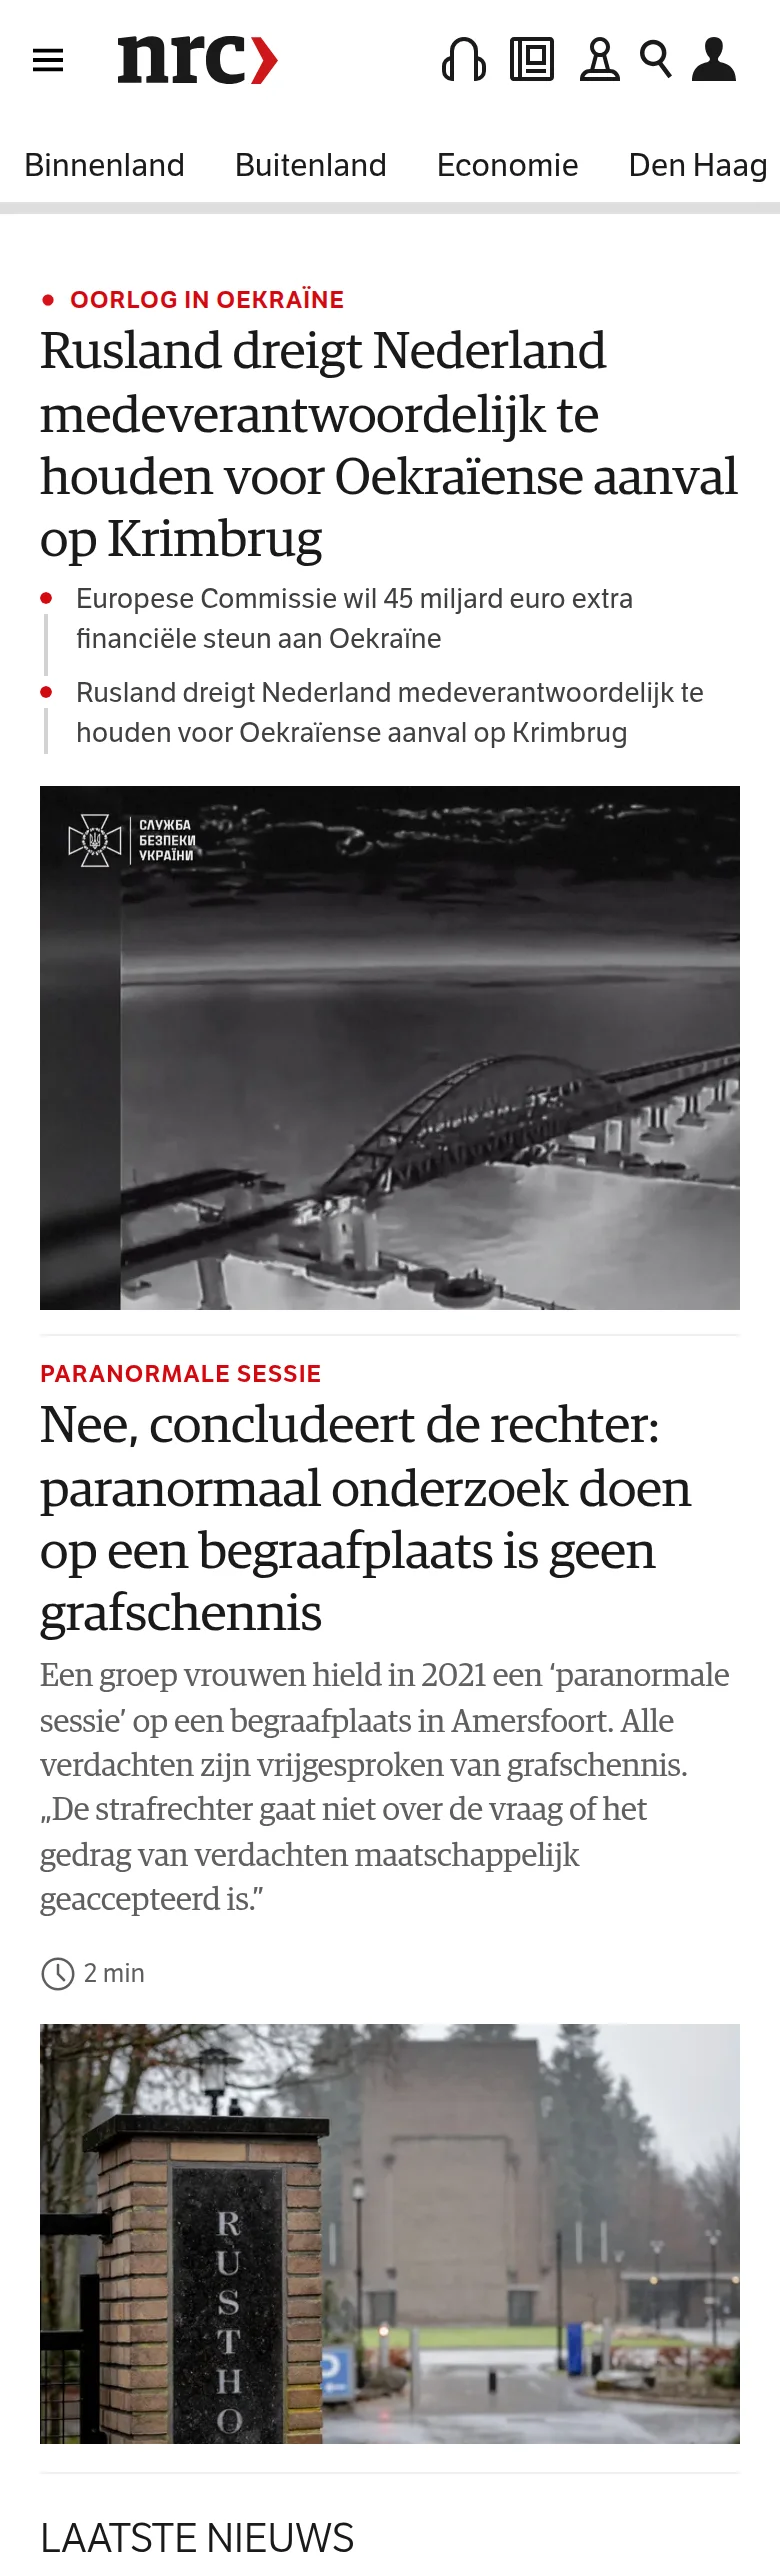 nrc
Binnenland Buitenland Economie Den Haag
OORLOG IN OEKRAÏNE
Rusland dreigt Nederland
medeverantwoordelijk te
houden voor Oekraïense aanval
op Krimbrug
Europese Commissie wil 45 miljard euro extra
financiële steun aan Oekraïne
Rusland dreigt Nederland medeverantwoordelijk te
houden voor Oekraïense aanval op Krimbrug
СЛУЖБА
БЕЗПЕКИ
УКРАЇНИ
PARANORMALE SESSIE
Nee, concludeert de rechter:
paranormaal onderzoek doen
op een begraafplaats is geen
grafschennis
Een groep vrouwen hield in 2021 een ‘paranormale
sessie’ op een begraafplaats in Amersfoort. Alle
verdachten zijn vrijgesproken van grafschennis.
„De strafrechter gaat niet over de vraag of het
gedrag van verdachten maatschappelijk
geaccepteerd is.”
2 min
R
U
S
T
H
O
LAATSTE NIEUWS